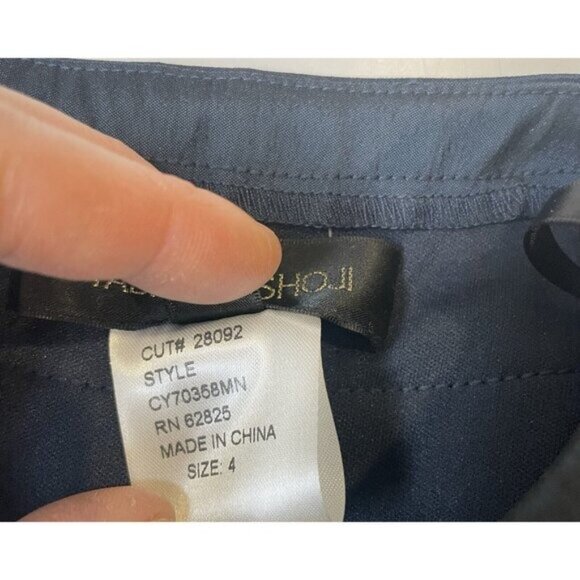 SHOJI
CUT# 28092
STYLE
CY70358MN
RN 62825
MADE IN CHINA
SIZE: 4